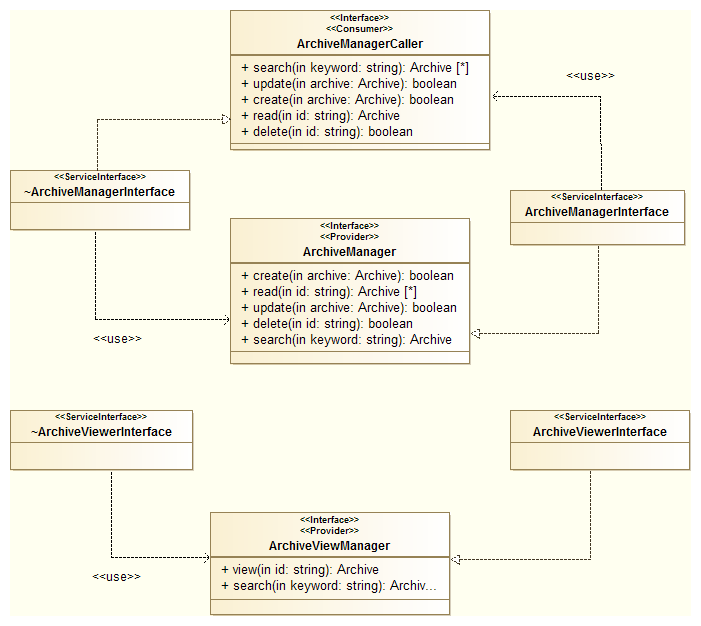 <<Interface>>
<<Consumer>>
ArchiveManagerCaller
+ search(in keyword: string): Archive [*]
+ update(in archive: Archive): boolean
+ create(in archive: Archive): boolean
+ read(in id: string): Archive
+ delete(in id: string): boolean
<<use>>
<<ServiceInterface>>
~ArchiveManagerInterface
<<ServiceInterface>>
ArchiveManagerInterface
<<Interface>>
<<Provider>>
ArchiveManager
+ create(in archive: Archive): boolean
+ read(in id: string): Archive [*]
+ update(in archive: Archive): boolean
+ delete(in id: string): boolean
+ search(in keyword: string): Archive
<<use>>
<<ServiceInterface>>
~ArchiveViewerInterface
<<ServiceInterface>>
ArchiveViewerInterface
<<Interface>>
<<Provider>>
ArchiveViewManager
+ view(in id: string): Archive
+ search(in keyword: string): Archiv...
<<use>>